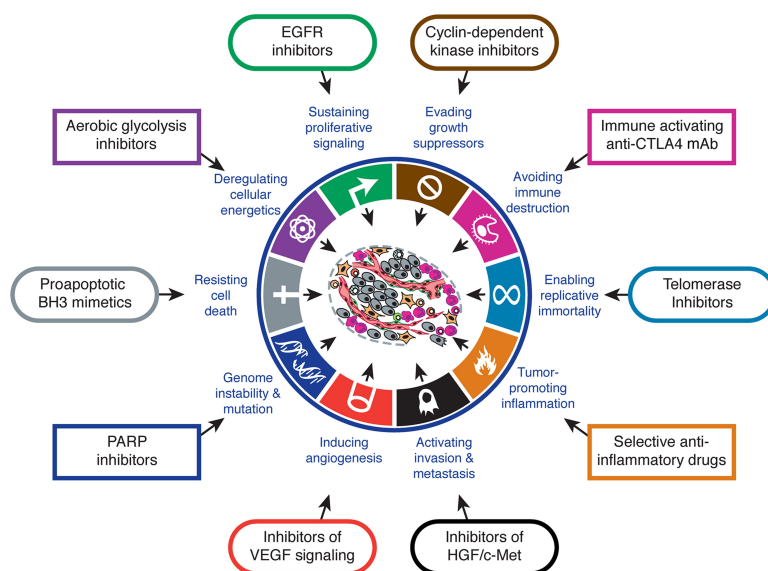 EGFR
inhibitors
Cyclin-dependent
kinase inhibitors
Sustaining
proliferative
signaling
Evading
growth
suppressors
Aerobic glycolysis
inhibitors
Immune activating
anti-CTLA4 mAb
Deregulating
cellular
energetics
Avoiding
immune
destruction
Proapoptotic
BH3 mimetics
Resisting
cell
death
Enabling
replicative
immortality
Telomerase
Inhibitors
Genome
instability &
mutation
Tumor-
promoting
inflammation
PARP
inhibitors
Inducing
angiogenesis
Activating
invasion &
metastasis
Selective anti-
inflammatory drugs
Inhibitors of
VEGF signaling
Inhibitors of
HGF/c-Met